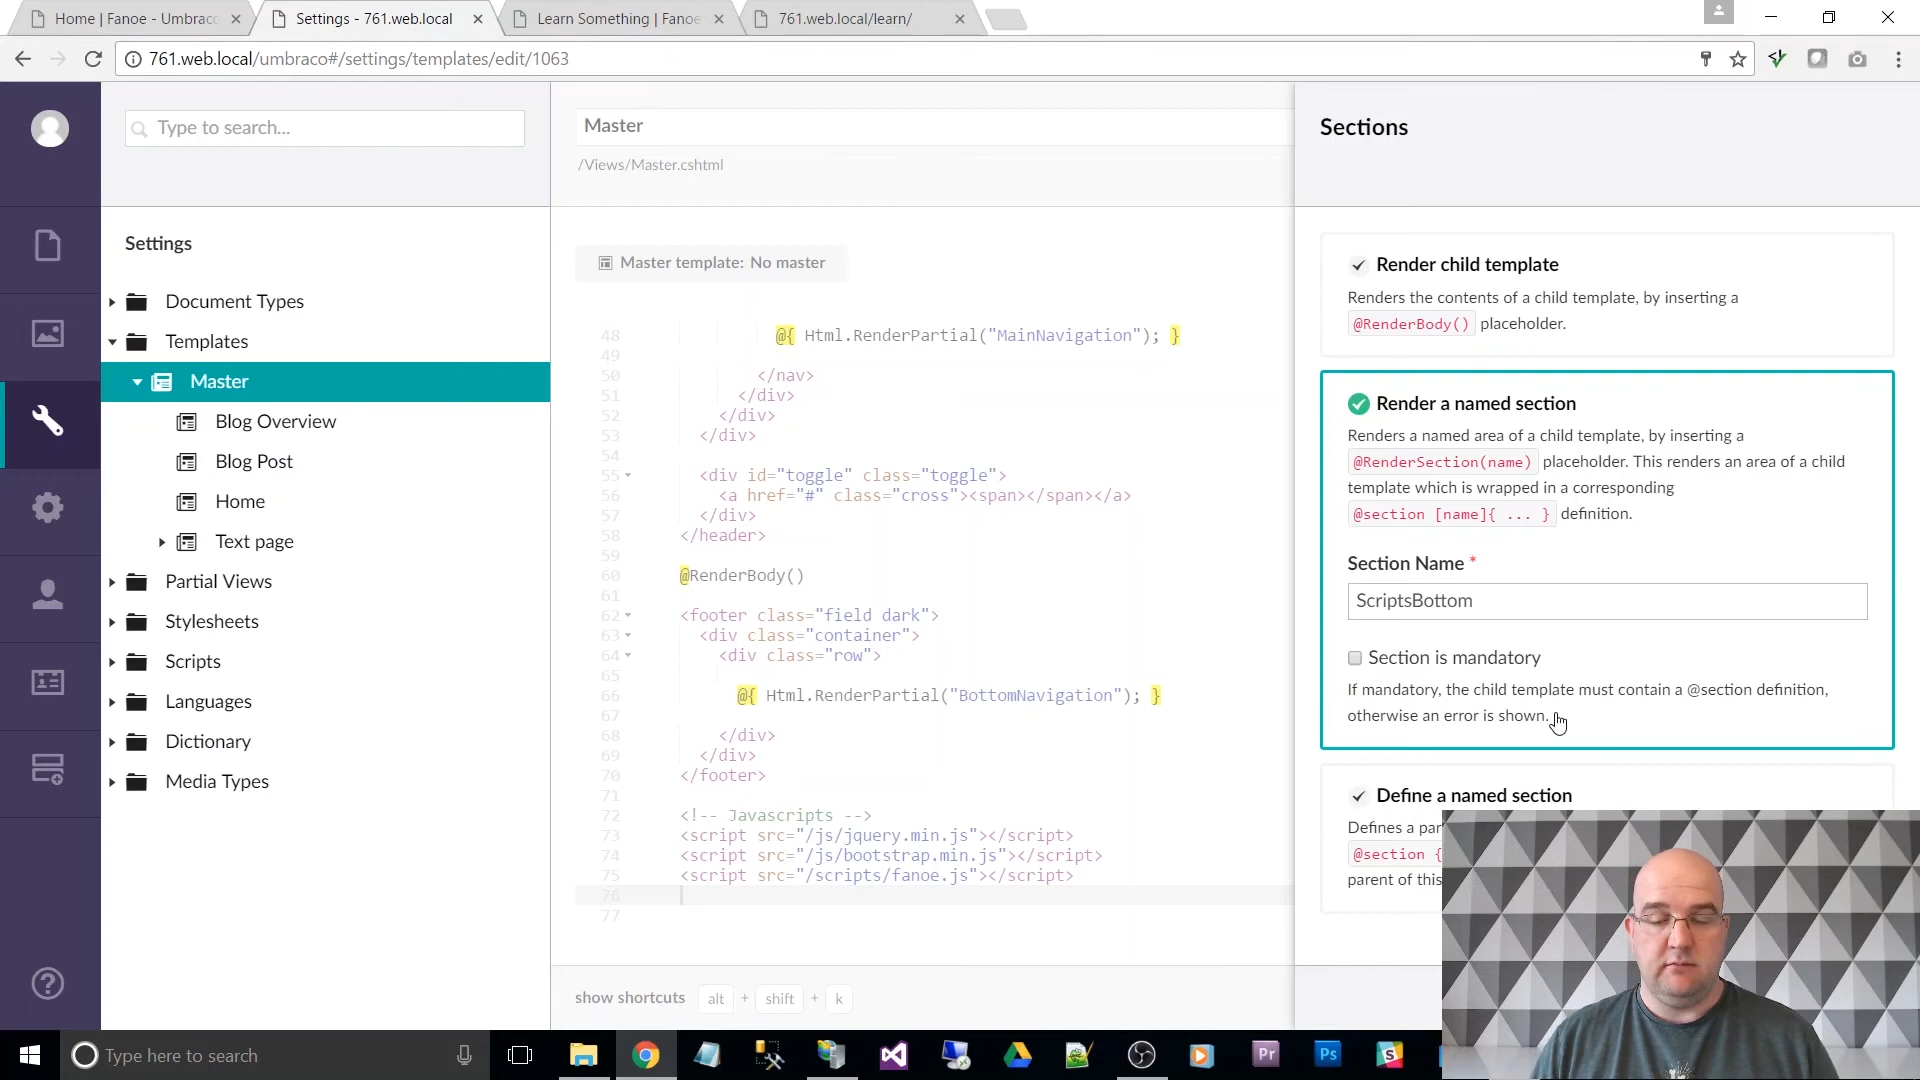 Home | Fanoe - Umbraco
Settings - 761.web.local
Learn Something | Fanoe
761.web.local/learn/
761.web.local/umbraco#/settings/templates/edit/1063
Type to search...
Settings
Document Types
Templates
Master
Blog Overview
Blog Post
Home
Text page
Partial Views
Stylesheets
Scripts
Languages
Dictionary
Media Types
Master
/Views/Master.cshtml
Master template: No master
48 @{ Html.RenderPartial("MainNavigation"); }
49
50 </nav>
51 </div>
52 </div>
53 </div>
54
55 <div id="toggle" class="toggle">
56 <a href="#" class="cross"><span></span></a>
57 </div>
58 </header>
59
60 @RenderBody()
61
62 <footer class="field dark">
63 <div class="container">
64 <div class="row">
65
66 @{ Html.RenderPartial("BottomNavigation"); }
67
68 </div>
69 </div>
70 </footer>
71
72 <!-- Javascripts -->
73 <script src="/js/jquery.min.js"></script>
74 <script src="/js/bootstrap.min.js"></script>
75 <script src="/scripts/fanoe.js"></script>
76
77
show shortcuts alt + shift + k
Sections
Render child template
Renders the contents of a child template, by inserting a
@RenderBody() placeholder.
Render a named section
Renders a named area of a child template, by inserting a
@RenderSection(name) placeholder. This renders an area of a child
template which is wrapped in a corresponding
@section [name]{ ... } definition.
Section Name *
ScriptsBottom
Section is mandatory
If mandatory, the child template must contain a @section definition,
otherwise an error is shown.
Define a named section
Defines a par
@section {
parent of this
Type here to search
Pr
Ps